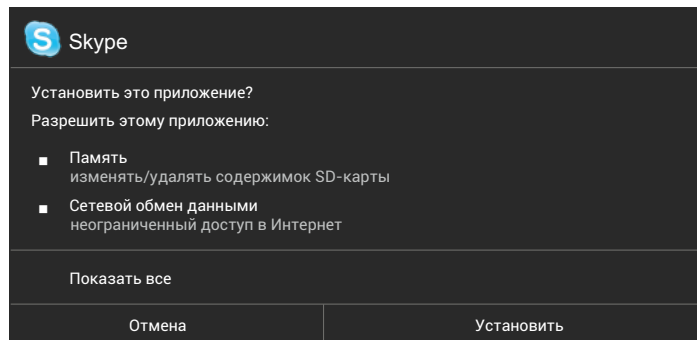 S Skype
Установить это приложение?
Разрешить этому приложению:
Память
изменять/удалять содержимок SD-карты
Сетевой обмен данными
неограниченный доступ в Интернет
Показать все
Отмена Установить